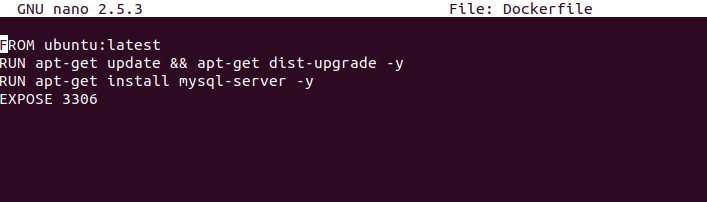 GNU nano 2.5.3 File: Dockerfile
FROM ubuntu:latest
RUN apt-get update && apt-get dist-upgrade -y
RUN apt-get install mysql-server -y
EXPOSE 3306